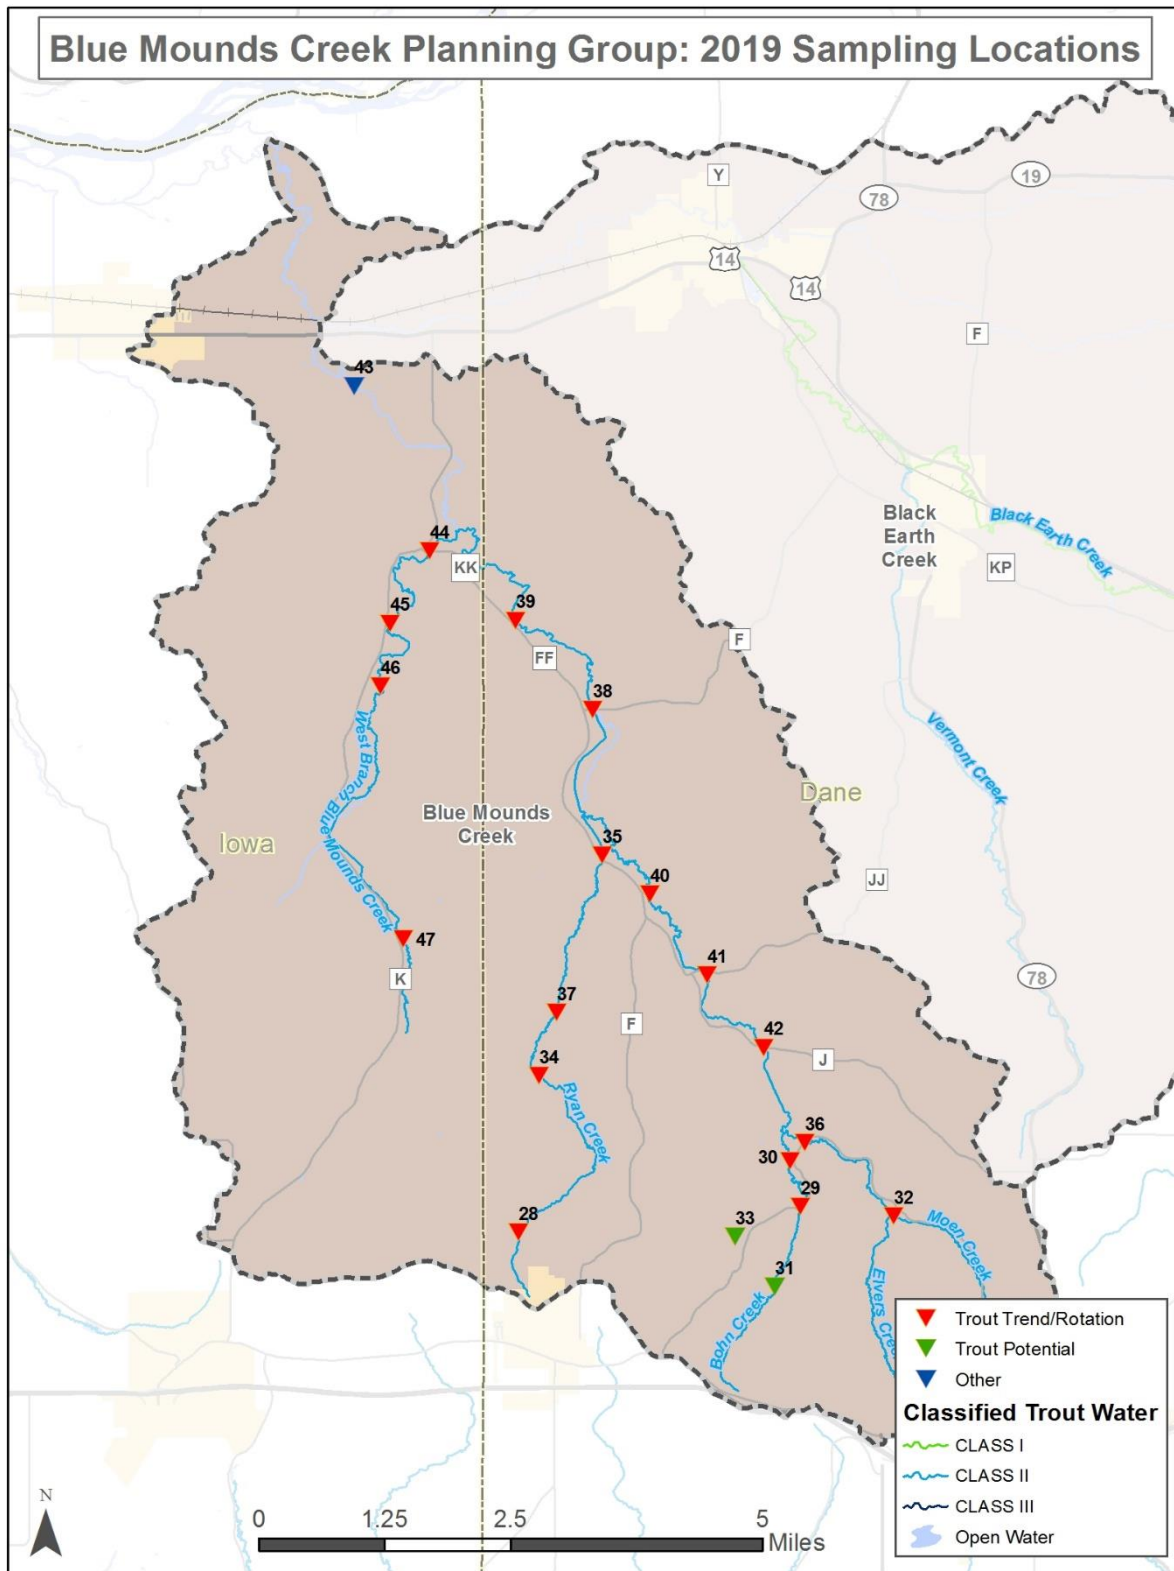 Blue Mounds Creek Planning Group: 2019 Sampling Locations
Y
78
19
14
14
F
43
Black
Earth
Creek
Black Earth Creek
KP
44
KK
45
39
F
46
FF
38
West Branch Blue Mounds Creek
Vermont Creek
Dane
Blue Mounds
Creek
Iowa
35
40
JJ
47
K
41
78
37
F
42
J
34
Ryan Creek
36
30
29
32
28
33
Moen Creek
31
Elvers Cree
Bohn Creek
Trout Trend/Rotation
Trout Potential
Other
Classified Trout Water
CLASS I
CLASS II
CLASS III
Open Water
N
0
1.25
2.5
5
Miles